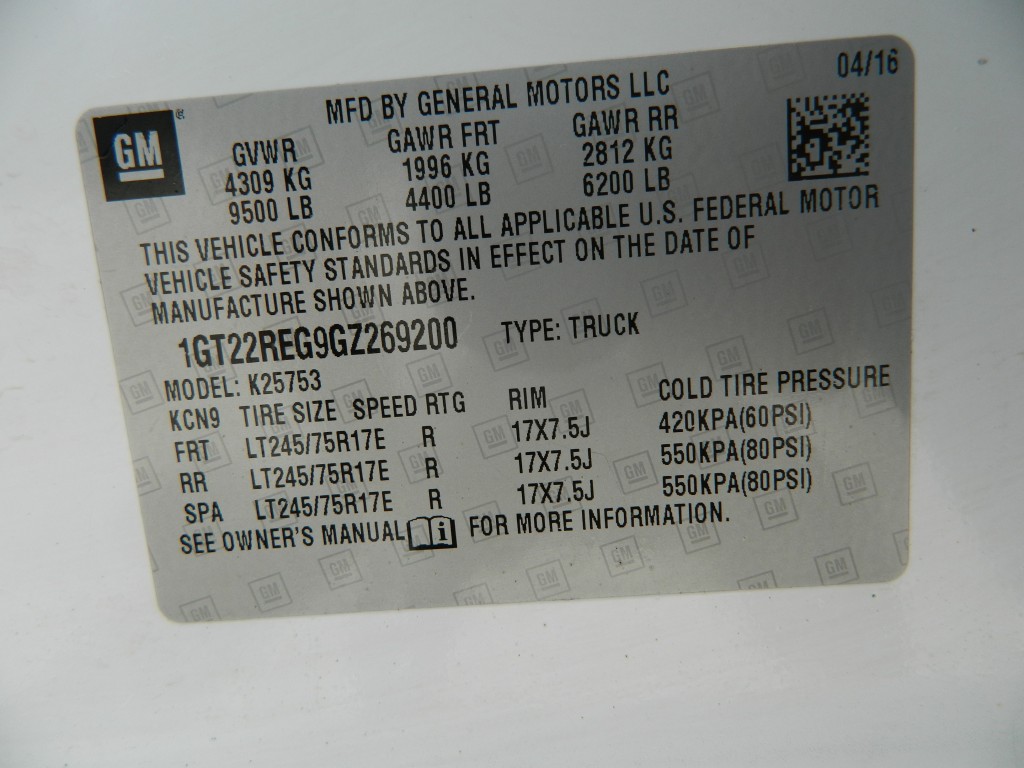 04/16
MFD BY GENERAL MOTORS LLC
GM ®
GVWR GAWR FRT GAWR RR
4309 KG 1996 KG 2812 KG
9500 LB 4400 LB 6200 LB
THIS VEHICLE CONFORMS TO ALL APPLICABLE U.S. FEDERAL MOTOR
VEHICLE SAFETY STANDARDS IN EFFECT ON THE DATE OF
MANUFACTURE SHOWN ABOVE.
1GT22REG9GZ269200 TYPE: TRUCK
MODEL: K25753
KCN9 TIRE SIZE SPEED RTG RIM COLD TIRE PRESSURE
FRT LT245/75R17E R 17X7.5J 420KPA(60PSI)
RR LT245/75R17E R 17X7.5J 550KPA(80PSI)
SPA LT245/75R17E R 17X7.5J 550KPA(80PSI)
SEE OWNER'S MANUAL i FOR MORE INFORMATION.